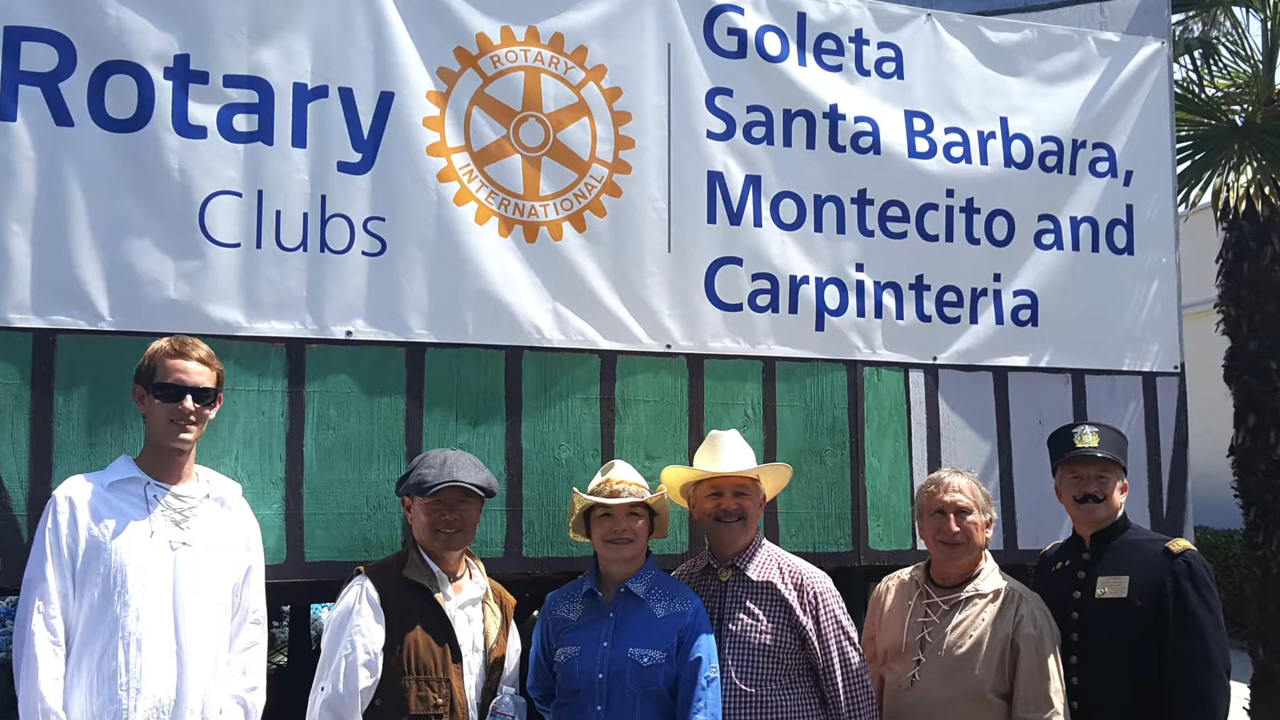 Rotary
Clubs
ROTARY
INTERNATIONAL
Goleta
Santa Barbara,
Montecito and
Carpinteria